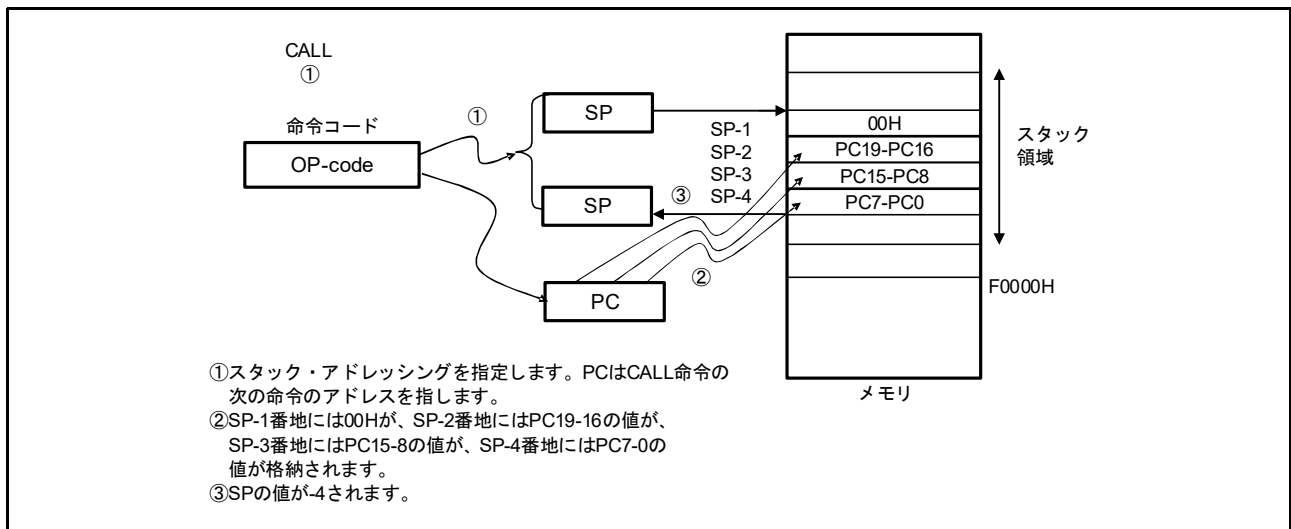 CALL
①
命令コード
OP-code
①
SP
SP
PC
SP-1
SP-2
SP-3
SP-4
③
②
00H
PC19-PC16
PC15-PC8
PC7-PC0
スタック
領域
F0000H
メモリ
①スタック・アドレッシングを指定します。PCはCALL命令の
次の命令のアドレスを指します。
②SP-1番地には00Hが、SP-2番地にはPC19-16の値が、
SP-3番地にはPC15-8の値が、SP-4番地にはPC7-0の
値が格納されます。
③SPの値が-4されます。